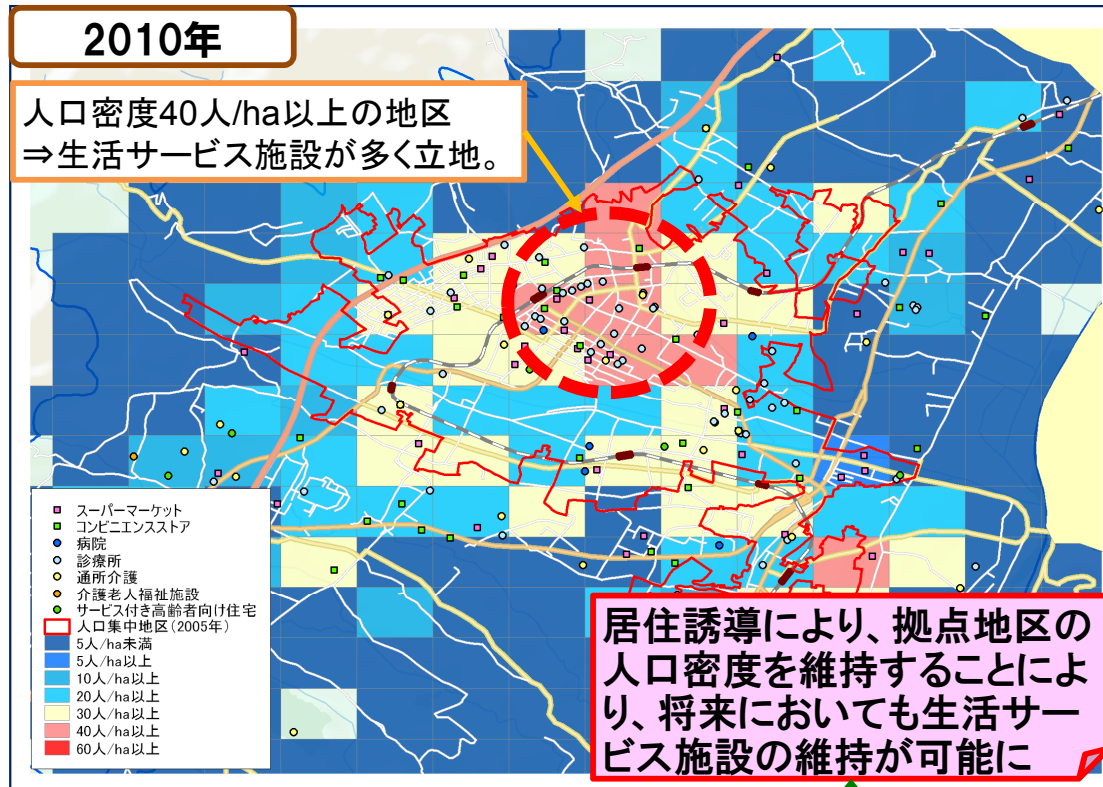 2010年
人口密度40人/ha以上の地区
⇒生活サービス施設が多く立地。
スーパーマーケット
コンビニエンスストア
病院
診療所
通所介護
介護老人福祉施設
サービス付き高齢者向け住宅
人口集中地区(2005年)
5人/ha未満
5人/ha以上
10人/ha以上
20人/ha以上
30人/ha以上
40人/ha以上
60人/ha以上
居住誘導により、拠点地区の
人口密度を維持することによ
り、将来においても生活サー
ビス施設の維持が可能に